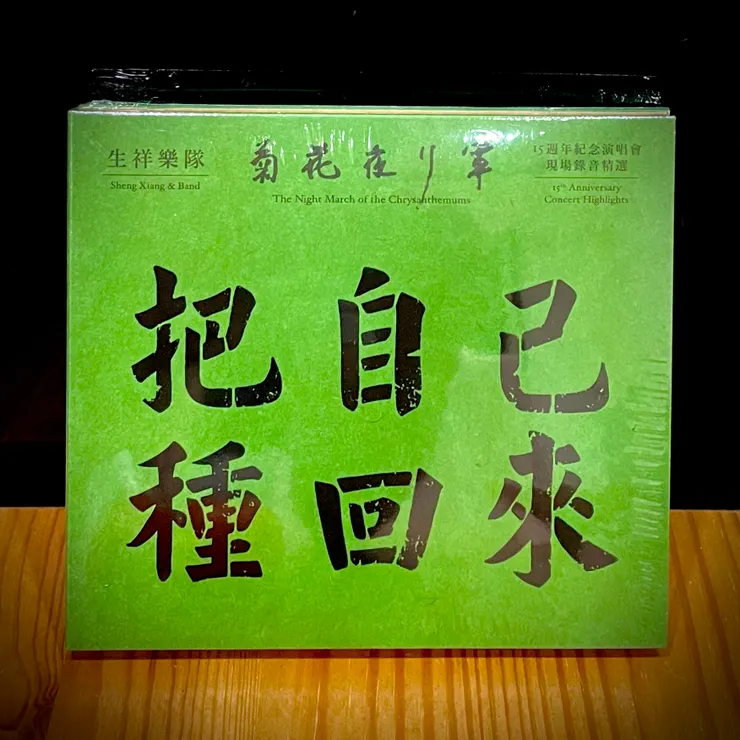 生祥樂隊
Sheng Xiang & Band
菊花夜行軍
The Night March of the Chrysanthemums
15週年紀念演唱會
現場錄音精選
15th Anniversary
Concert Highlights
把自己
種回來